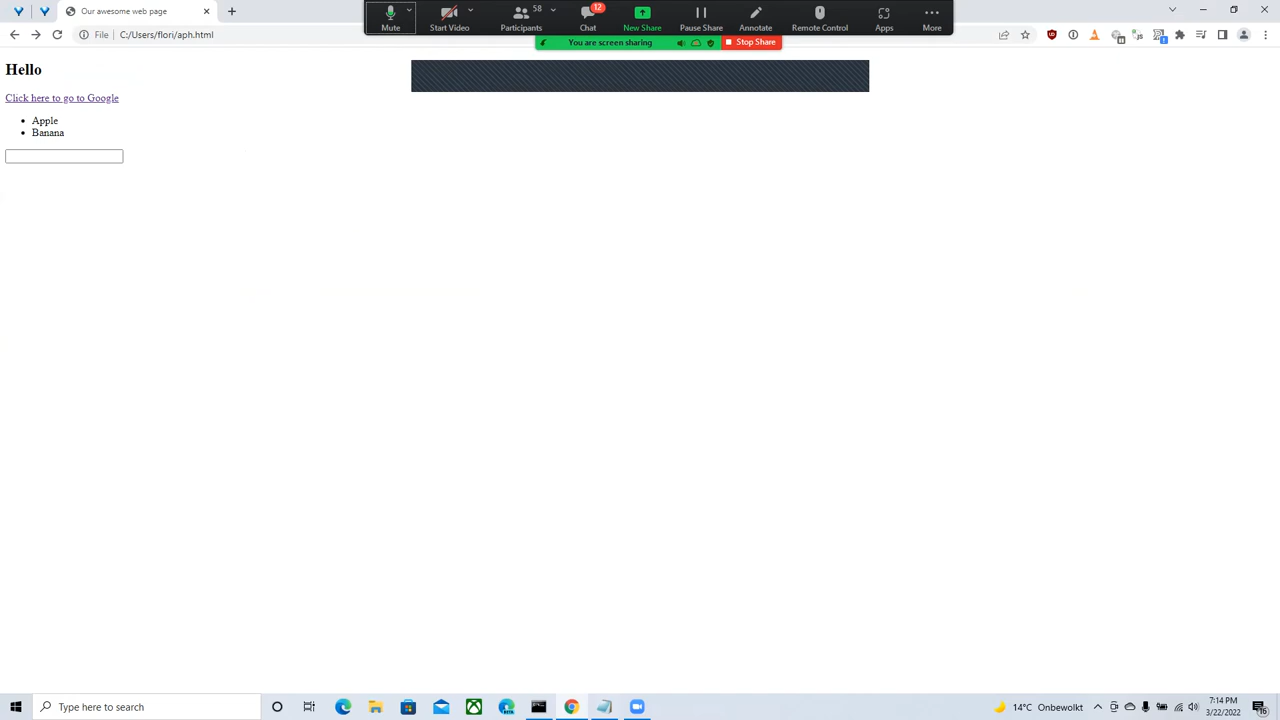 Our awesome web page
Mute
Start Video
58
Participants
12
Chat
New Share
Pause Share
Annotate
Remote Control
Apps
More
File
C:/Users/flori/aph.html
You are screen sharing
Stop Share
Hello
Click here to go to Google
Apple
Banana
Type here to search
14°C Onewekt
7:14 PM
3/22/2022